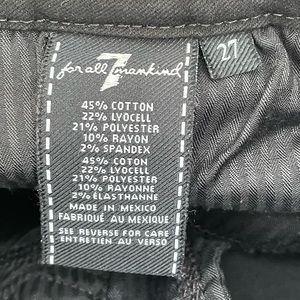 for all 7 mankind
27
45% COTTON
22% LYOCELL
21% POLYESTER
10% RAYON
2% SPANDEX
45% COTON
22% LYOCELL
21% POLYESTER
10% RAYONNE
2% ÉLASTHANNE
MADE IN MEXICO
FABRIQUÉ AU MEXIQUE
SEE REVERSE FOR CARE
ENTRETIEN AU VERSO